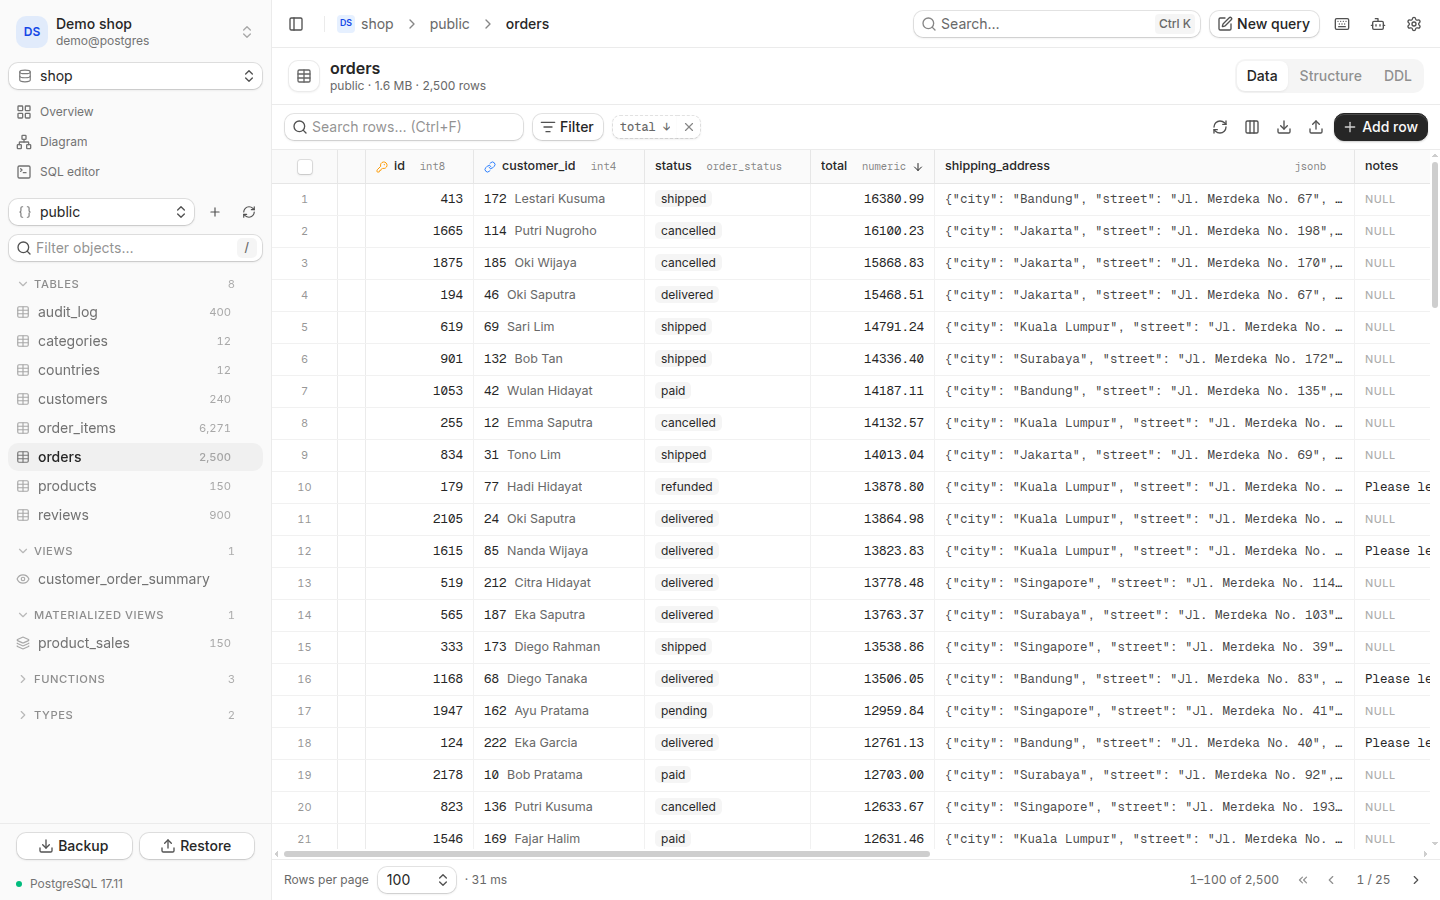 DS
Demo shop
demo@postgres
shop
Overview
Diagram
SQL editor
public
Filter objects... /
TABLES 8
audit_log 400
categories 12
countries 12
customers 240
order_items 6,271
orders 2,500
products 150
reviews 900
VIEWS 1
customer_order_summary
MATERIALIZED VIEWS 1
product_sales 150
FUNCTIONS 3
TYPES 2
Backup Restore
PostgreSQL 17.11
DS shop > public > orders
Search... Ctrl K New query
orders
public · 1.6 MB · 2,500 rows
Data Structure DDL
Search rows... (Ctrl+F) Filter total ↓ ×
+ Add row
id int8 customer_id int4 status order_status total numeric ↓ shipping_address jsonb notes
1 413 172 Lestari Kusuma shipped 16380.99 {"city": "Bandung", "street": "Jl. Merdeka No. 67", … NULL
2 1665 114 Putri Nugroho cancelled 16100.23 {"city": "Jakarta", "street": "Jl. Merdeka No. 198",… NULL
3 1875 185 Oki Wijaya cancelled 15868.83 {"city": "Jakarta", "street": "Jl. Merdeka No. 170",… NULL
4 194 46 Oki Saputra delivered 15468.51 {"city": "Jakarta", "street": "Jl. Merdeka No. 67", … NULL
5 619 69 Sari Lim shipped 14791.24 {"city": "Kuala Lumpur", "street": "Jl. Merdeka No. … NULL
6 901 132 Bob Tan shipped 14336.40 {"city": "Surabaya", "street": "Jl. Merdeka No. 172"… NULL
7 1053 42 Wulan Hidayat paid 14187.11 {"city": "Bandung", "street": "Jl. Merdeka No. 135",… NULL
8 255 12 Emma Saputra cancelled 14132.57 {"city": "Kuala Lumpur", "street": "Jl. Merdeka No. … NULL
9 834 31 Tono Lim shipped 14013.04 {"city": "Jakarta", "street": "Jl. Merdeka No. 69", … NULL
10 179 77 Hadi Hidayat refunded 13878.80 {"city": "Kuala Lumpur", "street": "Jl. Merdeka No. … Please le
11 2105 24 Oki Saputra delivered 13864.98 {"city": "Kuala Lumpur", "street": "Jl. Merdeka No. … NULL
12 1615 85 Nanda Wijaya delivered 13823.83 {"city": "Kuala Lumpur", "street": "Jl. Merdeka No. … Please le
13 519 212 Citra Hidayat delivered 13778.48 {"city": "Singapore", "street": "Jl. Merdeka No. 114… NULL
14 565 187 Eka Saputra delivered 13763.37 {"city": "Surabaya", "street": "Jl. Merdeka No. 103"… NULL
15 333 173 Diego Rahman shipped 13538.86 {"city": "Singapore", "street": "Jl. Merdeka No. 39"… NULL
16 1168 68 Diego Tanaka delivered 13506.05 {"city": "Bandung", "street": "Jl. Merdeka No. 83", … Please le
17 1947 162 Ayu Pratama pending 12959.84 {"city": "Singapore", "street": "Jl. Merdeka No. 41"… NULL
18 124 222 Eka Garcia delivered 12761.13 {"city": "Bandung", "street": "Jl. Merdeka No. 40", … Please le
19 2178 10 Bob Pratama paid 12703.00 {"city": "Surabaya", "street": "Jl. Merdeka No. 92",… NULL
20 823 136 Putri Kusuma cancelled 12633.67 {"city": "Singapore", "street": "Jl. Merdeka No. 193… NULL
21 1546 169 Fajar Halim paid 12631.46 {"city": "Kuala Lumpur", "street": "Jl. Merdeka No. … NULL
Rows per page 100 · 31 ms 1–100 of 2,500 « ‹ 1 / 25 ›